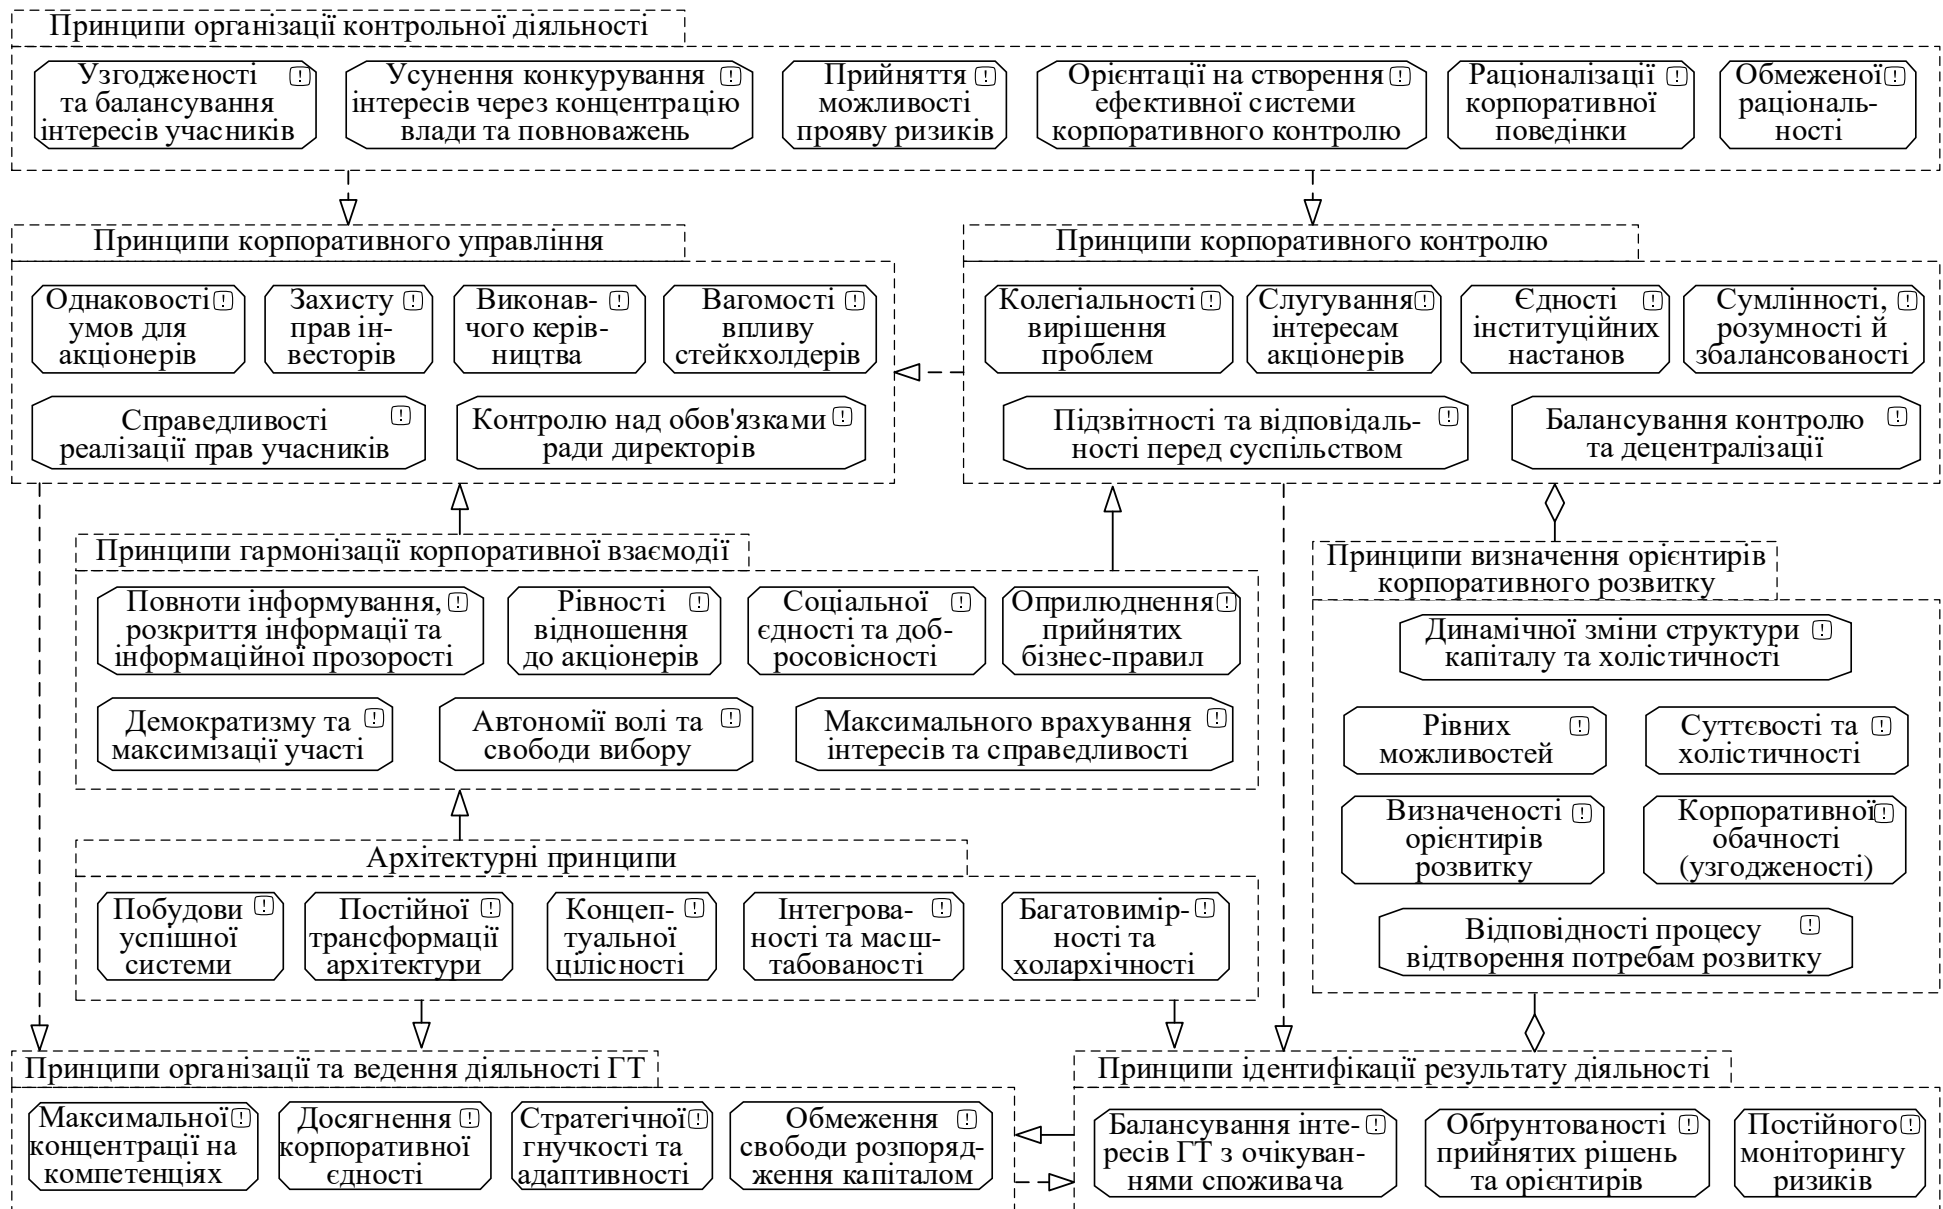 Принципи організації контрольної діяльності
Узгодженості
та балансування
інтересів учасників
Усунення конкурування
інтересів через концентрацію
влади та повноважень
Прийняття
можливості
прояву ризиків
Орієнтації на створення
ефективної системи
корпоративного контролю
Раціоналізації
корпоративної
поведінки
Обмеженої
раціональ-
ності
Принципи корпоративного управління
Однаковості
умов для
акціонерів
Захисту
прав ін-
весторів
Виконав-
чого керів-
ництва
Вагомості
впливу
стейкхолдерів
Справедливості
реалізації прав учасників
Контролю над обов'язками
ради директорів
Принципи корпоративного контролю
Колегіальності
вирішення
проблем
Слугування
інтересам
акціонерів
Єдності
інституційних
настанов
Сумлінності,
розумності й
збалансованості
Підзвітності та відповідаль-
ності перед суспільством
Балансування контролю
та децентралізації
Принципи гармонізації корпоративної взаємодії
Повноти інформування,
розкриття інформації та
інформаційної прозорості
Рівності
відношення
до акціонерів
Соціальної
єдності та доб-
росовісності
Оприлюднення
прийнятих
бізнес-правил
Демократизму та
максимізації участі
Автономії волі та
свободи вибору
Максимального врахування
інтересів та справедливості
Принципи визначення орієнтирів
корпоративного розвитку
Динамічної зміни структури
капіталу та холістичності
Рівних
можливостей
Суттєвості та
холістичності
Визначеності
орієнтирів
розвитку
Корпоративної
обачності
(узгодженості)
Відповідності процесу
відтворення потребам розвитку
Архітектурні принципи
Побудови
успішної
системи
Постійної
трансформації
архітектури
Концеп-
туальної
цілісності
Інтегрова-
ності та масш-
табованості
Багатовимір-
ності та
холархічності
Принципи організації та ведення діяльності ГТ
Максимальної
концентрації на
компетенціях
Досягнення
корпоративної
єдності
Стратегічної
гнучкості та
адаптивності
Обмеження
свободи розпоряд-
ження капіталом
Принципи ідентифікації результату діяльності
Балансування інте-
ресів ГТ з очікуван-
нями споживача
Обґрунтованості
прийнятих рішень
та орієнтирів
Постійного
моніторингу
ризиків